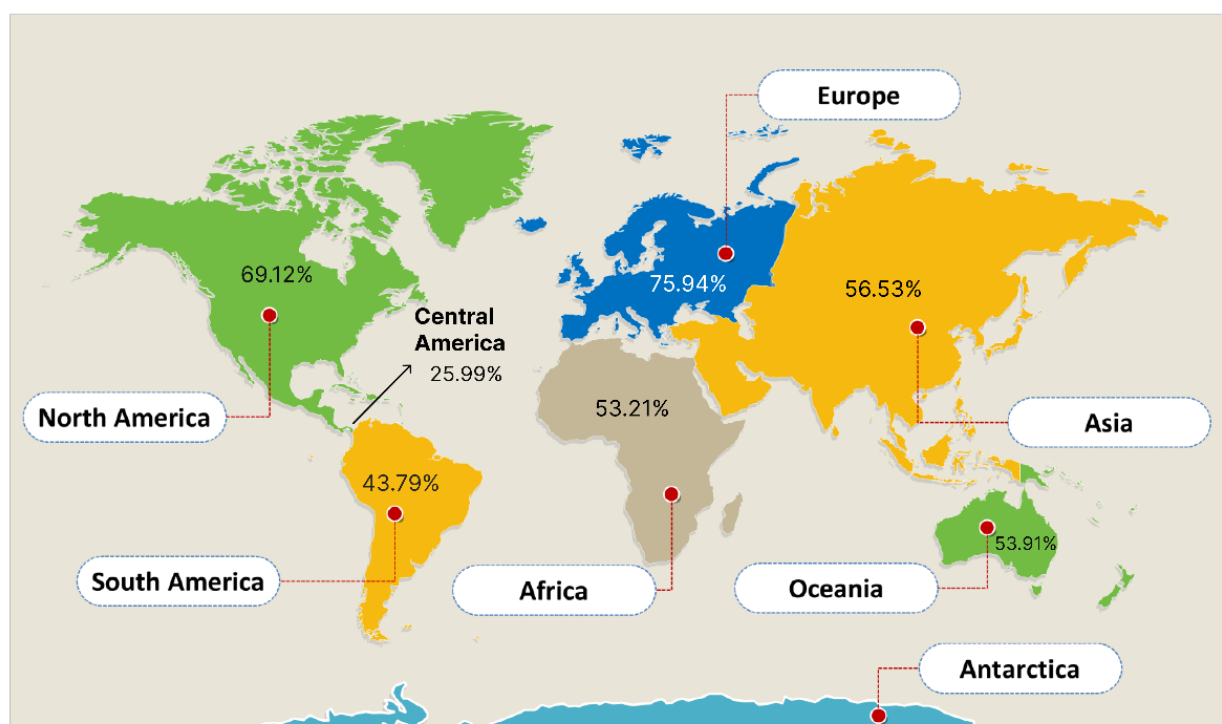 Europe
69.12%
75.94%
56.53%
Central
America
25.99%
North America
53.21%
Asia
43.79%
53.91%
South America
Africa
Oceania
Antarctica